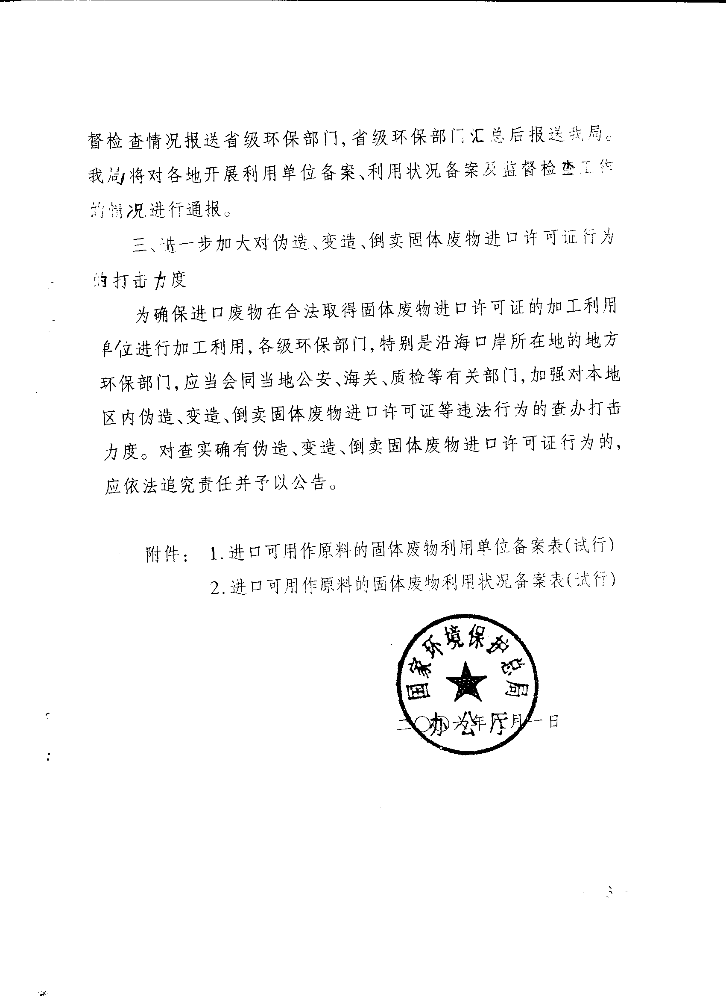 督检查情况报送省级环保部门,省级环保部门汇总后报送我局。
我局将对各地开展利用单位备案、利用状况备案及监督检查工作
的情况进行通报。
三、进一步加大对伪造、变造、倒卖固体废物进口许可证行为
的打击力度
为确保进口废物在合法取得固体废物进口许可证的加工利用
单位进行加工利用,各级环保部门,特别是沿海口岸所在地的地方
环保部门,应当会同当地公安、海关、质检等有关部门,加强对本地
区内伪造、变造、倒卖固体废物进口许可证等违法行为的查办打击
力度。对查实确有伪造、变造、倒卖固体废物进口许可证行为的,
应依法追究责任并予以公告。
附件: 1.进口可用作原料的固体废物利用单位备案表(试行)
2.进口可用作原料的固体废物利用状况备案表(试行)
国家环境保护总局
办公厅
二〇〇六年 月一日
3